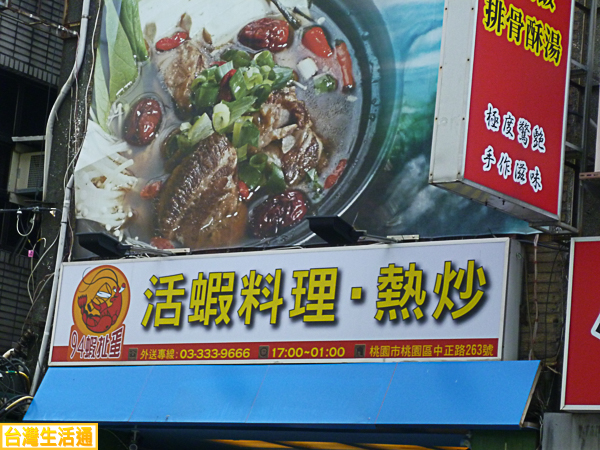 排骨酥湯
極度驚艷
手作滋味
活蝦料理·熱炒
94蝦扯蛋
外送專線:03-333-9666 17:00~01:00 桃園市桃園區中正路263號
台灣生活通